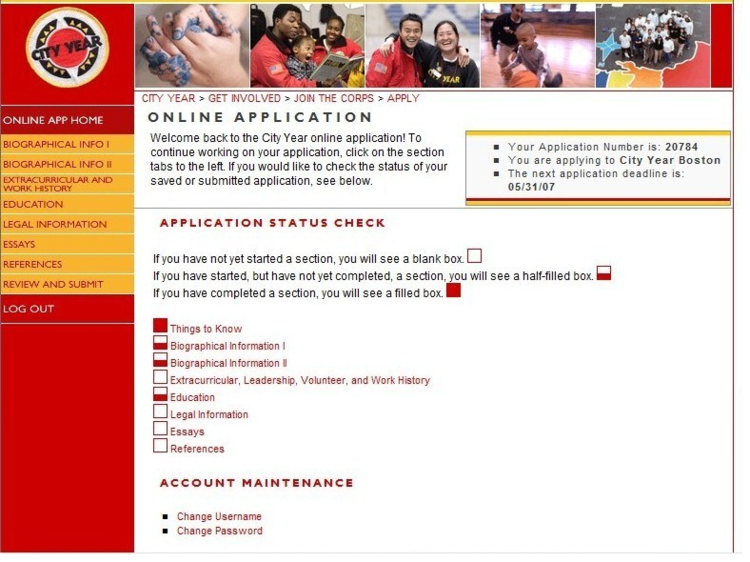 CITY YEAR
YEAR
CITY YEAR > GET INVOLVED > JOIN THE CORPS > APPLY
ONLINE APP HOME
BIOGRAPHICAL INFO I
BIOGRAPHICAL INFO II
EXTRACURRICULAR AND
WORK HISTORY
EDUCATION
LEGAL INFORMATION
ESSAYS
REFERENCES
REVIEW AND SUBMIT
LOG OUT
ONLINE APPLICATION
Welcome back to the City Year online application! To
continue working on your application, click on the section
tabs to the left. If you would like to check the status of your
saved or submitted application, see below.
Your Application Number is: 20784
You are applying to City Year Boston
The next application deadline is:
05/31/07
APPLICATION STATUS CHECK
If you have not yet started a section, you will see a blank box.
If you have started, but have not yet completed, a section, you will see a half-filled box.
If you have completed a section, you will see a filled box.
Things to Know
Biographical Information I
Biographical Information II
Extracurricular, Leadership, Volunteer, and Work History
Education
Legal Information
Essays
References
ACCOUNT MAINTENANCE
Change Username
Change Password